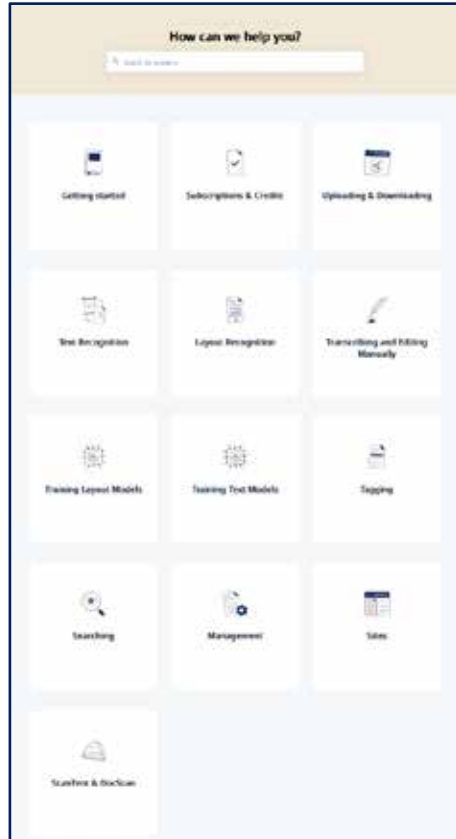 How can we help you?
Getting started
Subscriptions & Credits
Uploading & Downloading
Text Recognition
Layout Recognition
Transcribing and Editing
Manually
Training Layout Models
Training Text Models
Tagging
Searching
Management
Sites
ScanTent & DocScan